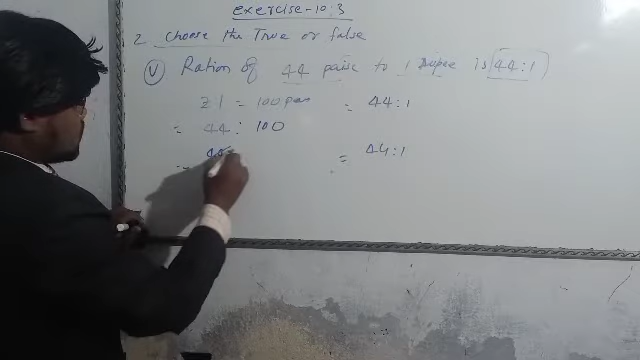 exercise-10:3
2 choose the True or false
(V) Ration of 44 paise to 1 rupee is 44:1
₹1 = 100 = 44:1
= 44 : 100
= 44 = 44:1